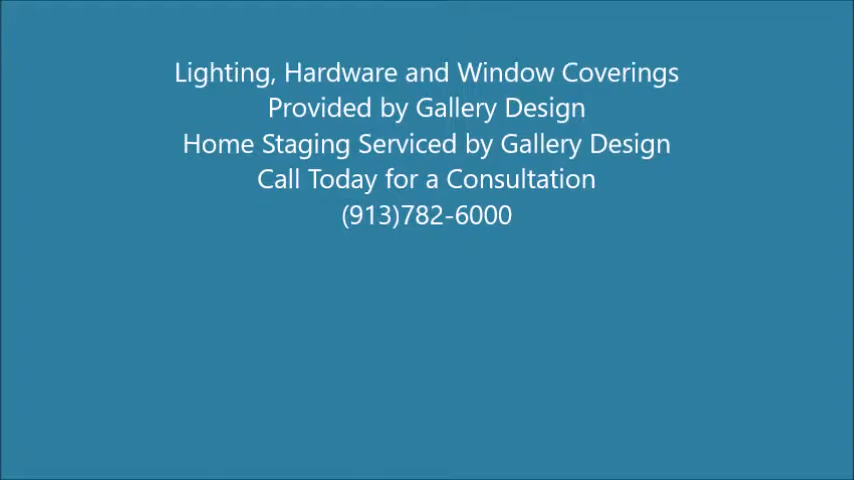 Lighting, Hardware and Window Coverings
Provided by Gallery Design
Home Staging Serviced by Gallery Design
Call Today for a Consultation
(913)782-6000